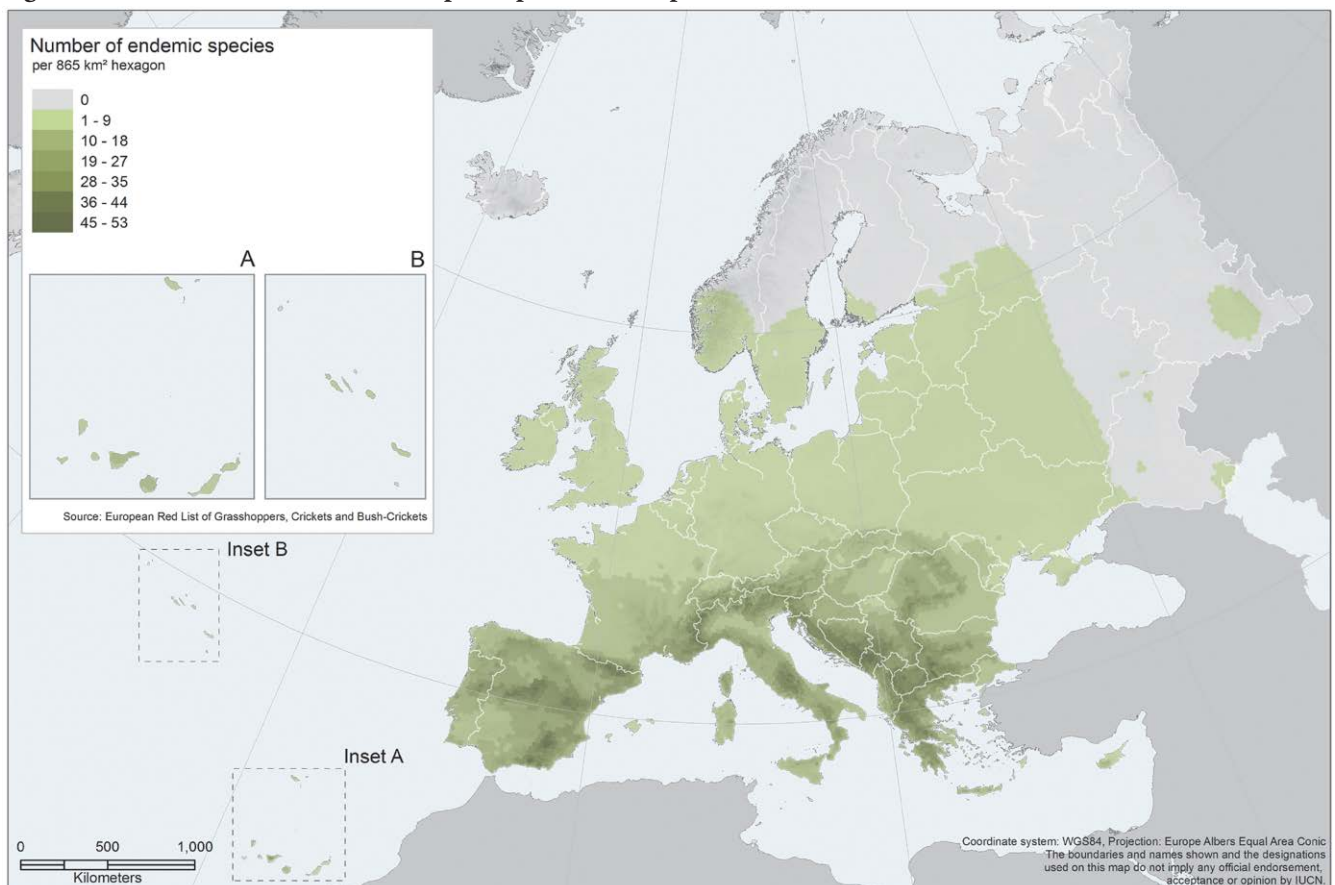 Number of endemic species
per 865 km² hexagon
0
1 - 9
10 - 18
19 - 27
28 - 35
36 - 44
45 - 53
A
B
Source: European Red List of Grasshoppers, Crickets and Bush-Crickets
Inset B
Inset A
0 500 1,000
Kilometers
Coordinate system: WGS84, Projection: Europe Albers Equal Area Conic
The boundaries and names shown and the designations
used on this map do not imply any official endorsement,
acceptance or opinion by IUCN.